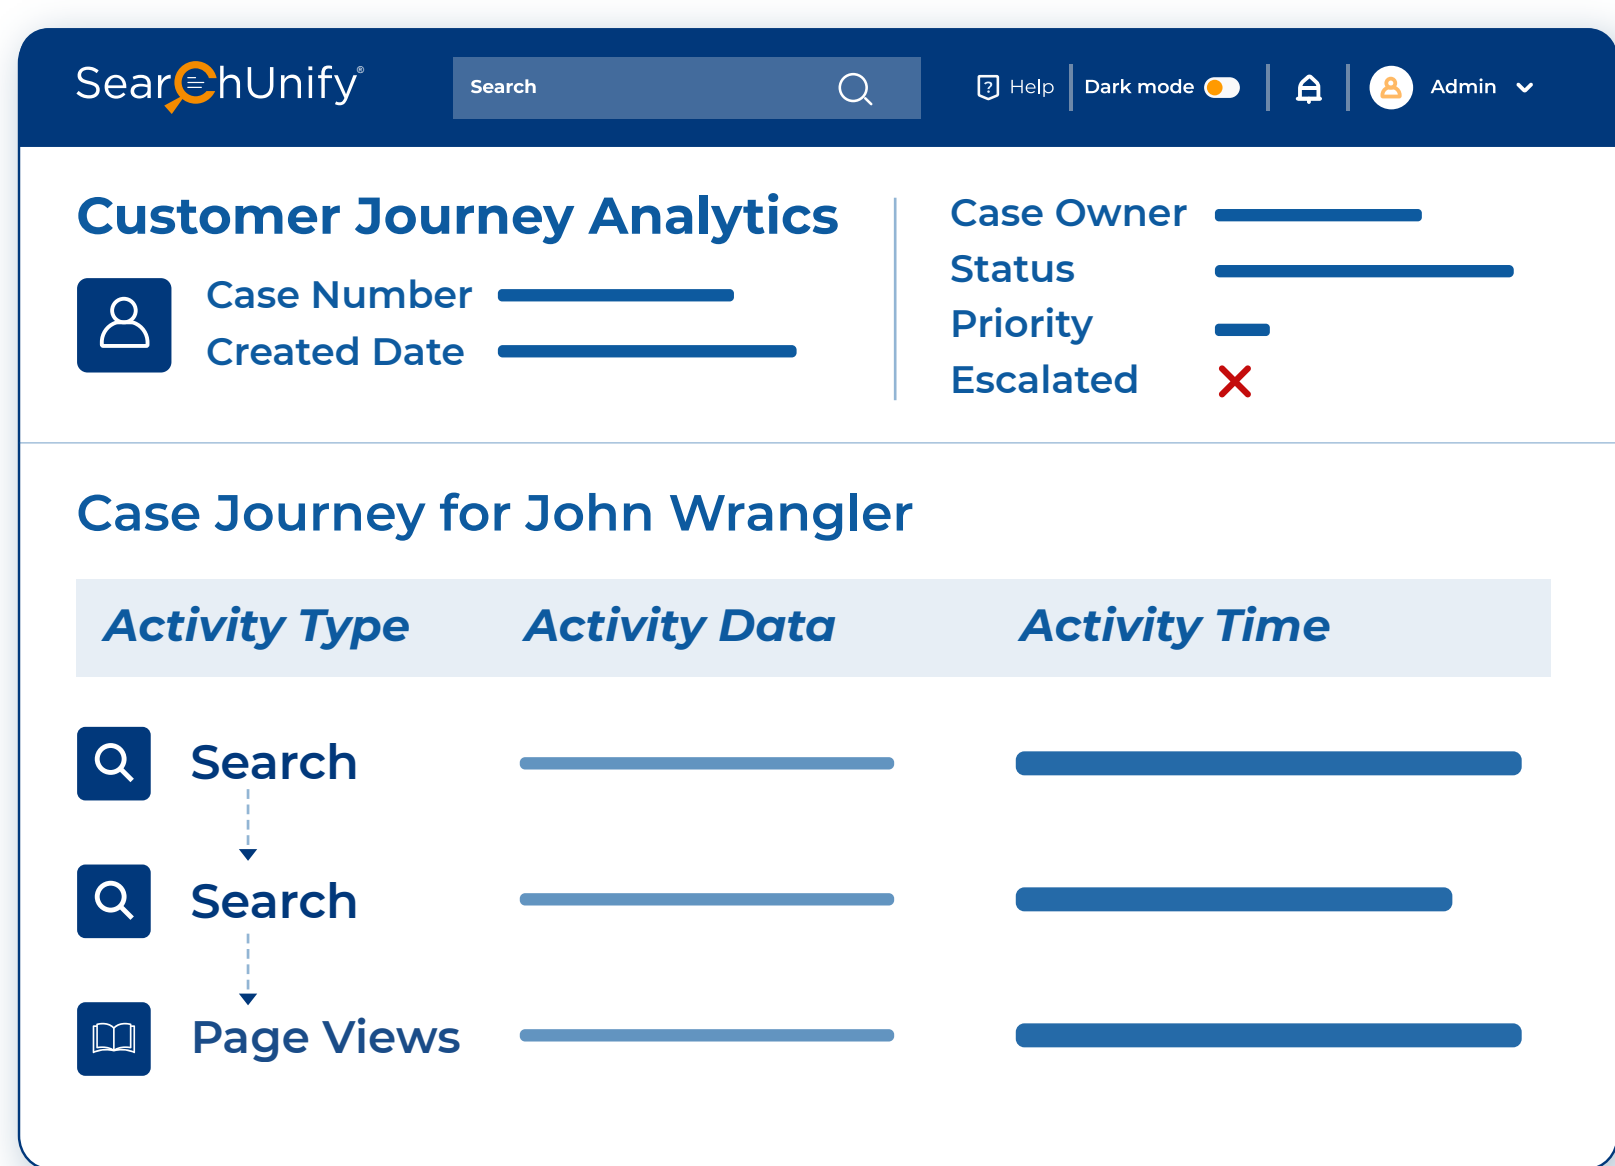 SearchUnify®
Search
Help
Dark mode
Admin
Customer Journey Analytics
Case Number
Created Date
Case Owner
Status
Priority
Escalated
Case Journey for John Wrangler
Activity Type Activity Data Activity Time
Search
Search
Page Views